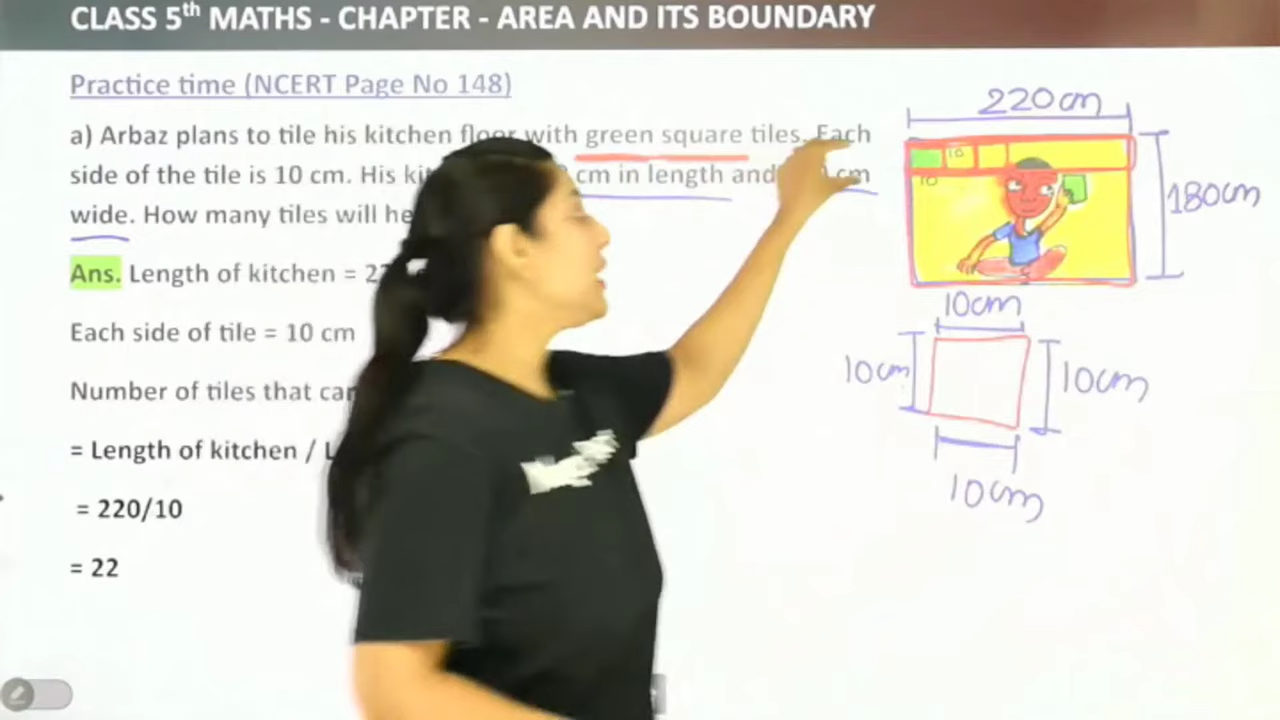 CLASS 5th MATHS - CHAPTER - AREA AND ITS BOUNDARY
Practice time (NCERT Page No 148)
a) Arbaz plans to tile his kitchen floor with green square tiles. Each
side of the tile is 10 cm. His cm in length and cm
wide. How many tiles will
Ans. Length of kitchen =
Each side of tile = 10 cm
Number of tiles that
= Length of kitchen /
= 220/10
= 22
220cm
10
10
180cm
10cm
10cm
10cm
10cm